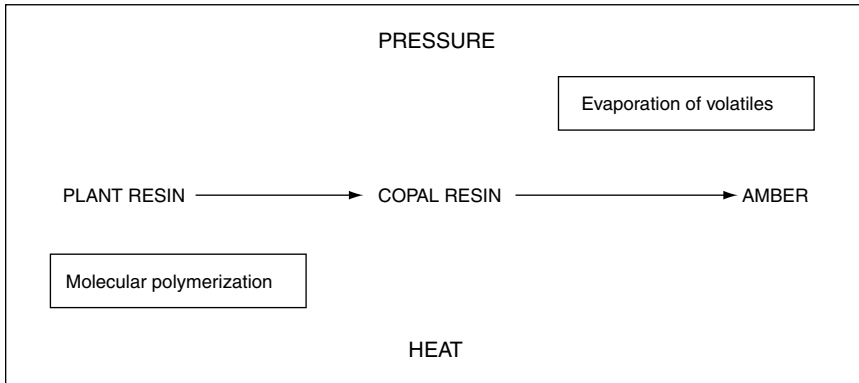 PRESSURE
Evaporation of volatiles
PLANT RESIN
COPAL RESIN
AMBER
Molecular polymerization
HEAT